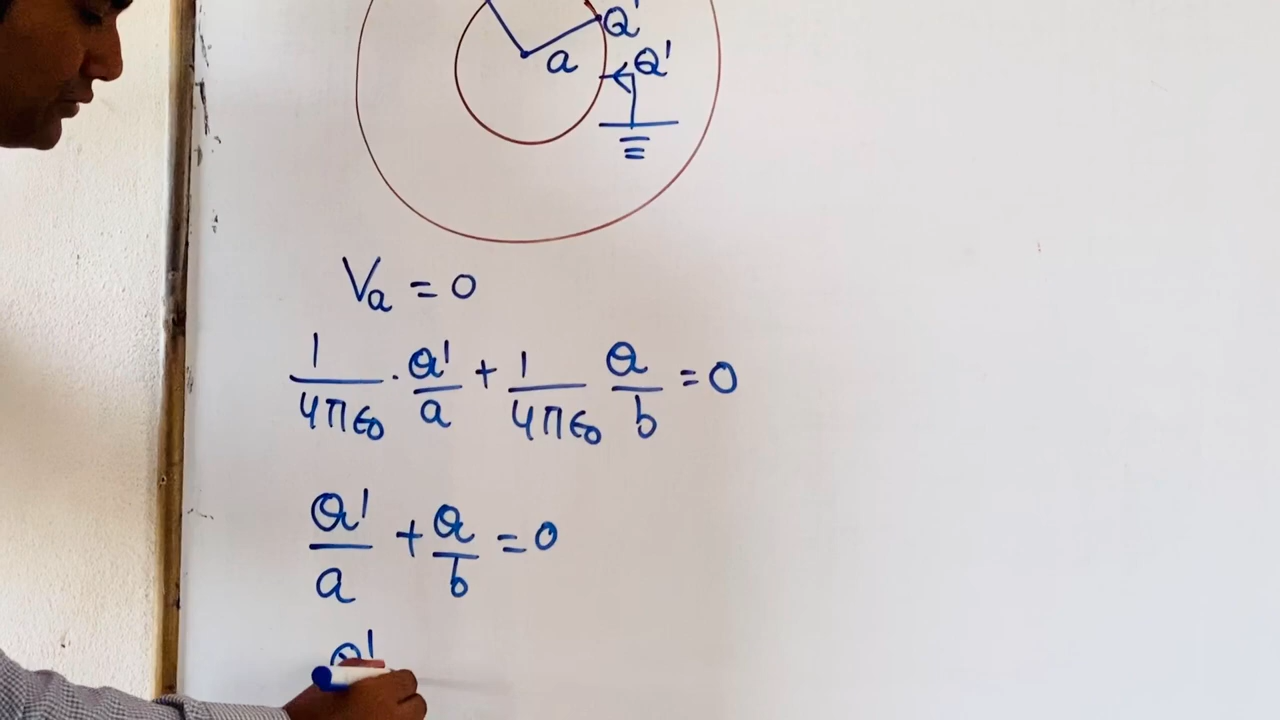 Q'
a
Q'
Va = 0
1/4πϵ0 · Q'/a + 1/4πϵ0 Q/b = 0
Q'/a + Q/b = 0
Q'